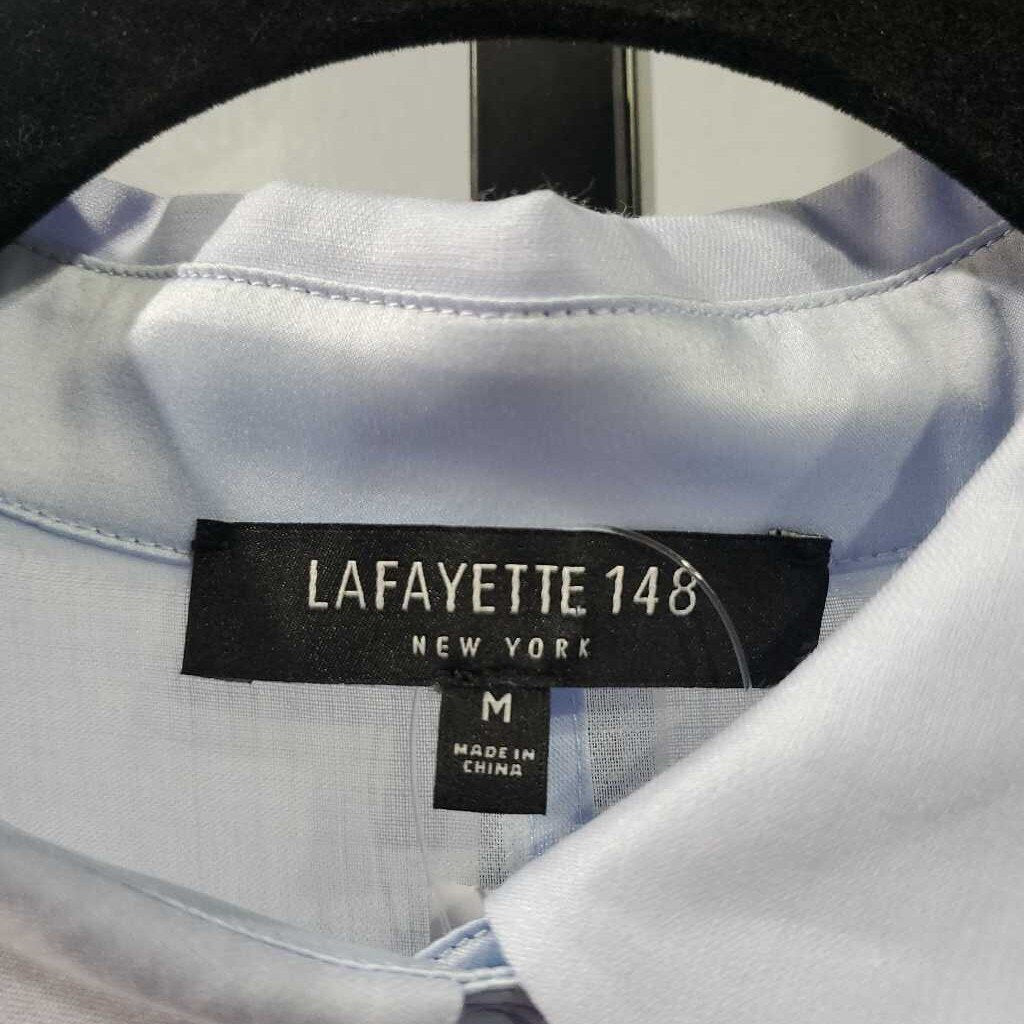 LAFAYETTE 148
NEW YORK
M
MADE IN
CHINA